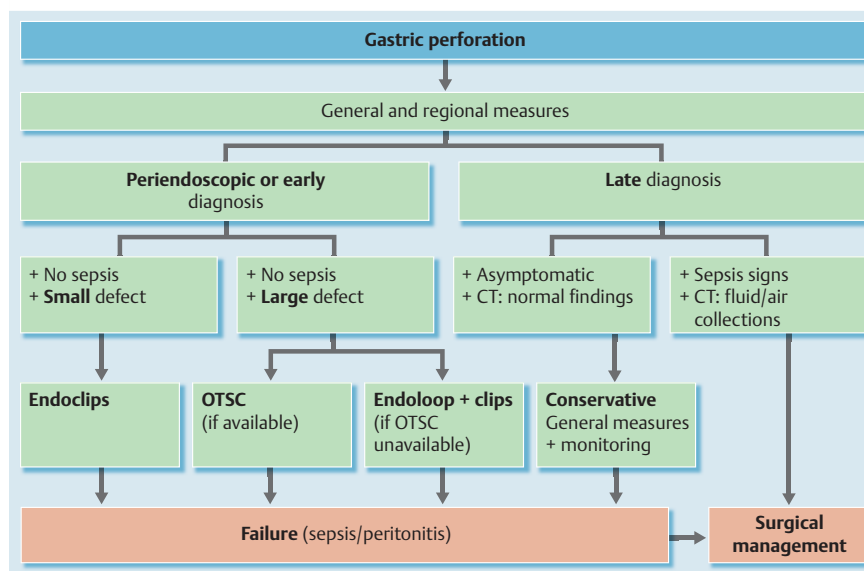 Gastric perforation
General and regional measures
Periendoscopic or early
diagnosis
Late diagnosis
+ No sepsis
+ Small defect
+ No sepsis
+ Large defect
+ Asymptomatic
+ CT: normal findings
+ Sepsis signs
+ CT: fluid/air
collections
Endoclips
OTSC
(if available)
Endoloop + clips
(if OTSC
unavailable)
Conservative
General measures
+ monitoring
Failure (sepsis/peritonitis)
Surgical
management